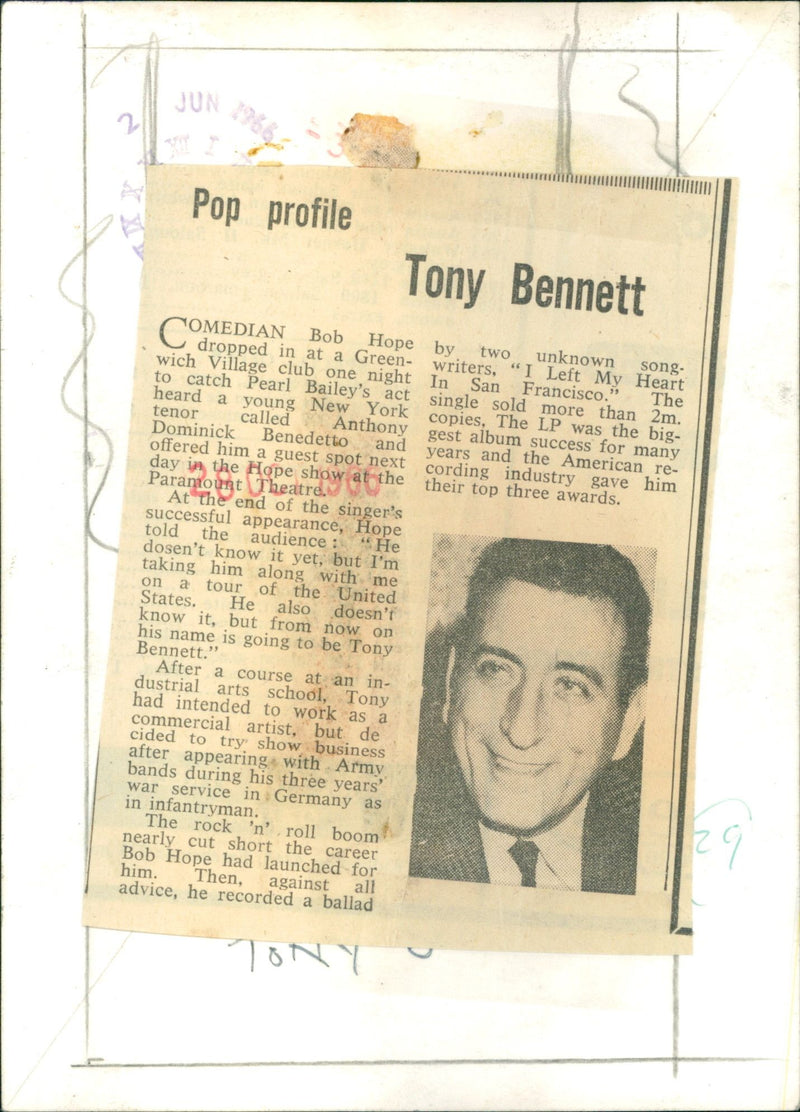 2 JUN 1966
Pop profile
Tony Bennett
COMEDIAN Bob Hope
dropped in at a Green-
wich Village club one night
to catch Pearl Bailey's act
heard a young New York
tenor called Anthony
Dominick Benedetto and
offered him a guest spot next
day in the Hope show at the
Paramount Theatre.
At the end of the singer's
successful appearance, Hope
told the audience: "He
dosen't know it yet, but I'm
taking him along with me
on a tour of the United
States. He also doesn't
know it, but from now on
his name is going to be Tony
Bennett."
After a course at an in-
dustrial arts school, Tony
had intended to work as a
commercial artist, but de
cided to try show business
after appearing with Army
bands during his three years'
war service in Germany as
in infantryman.
The rock 'n' roll boom
nearly cut short the career
Bob Hope had launched for
him. Then, against all
advice, he recorded a ballad
by two unknown song-
writers, "I Left My Heart
In San Francisco." The
single sold more than 2m.
copies, The LP was the big-
gest album success for many
years and the American re-
cording industry gave him
their top three awards.
29
TONY